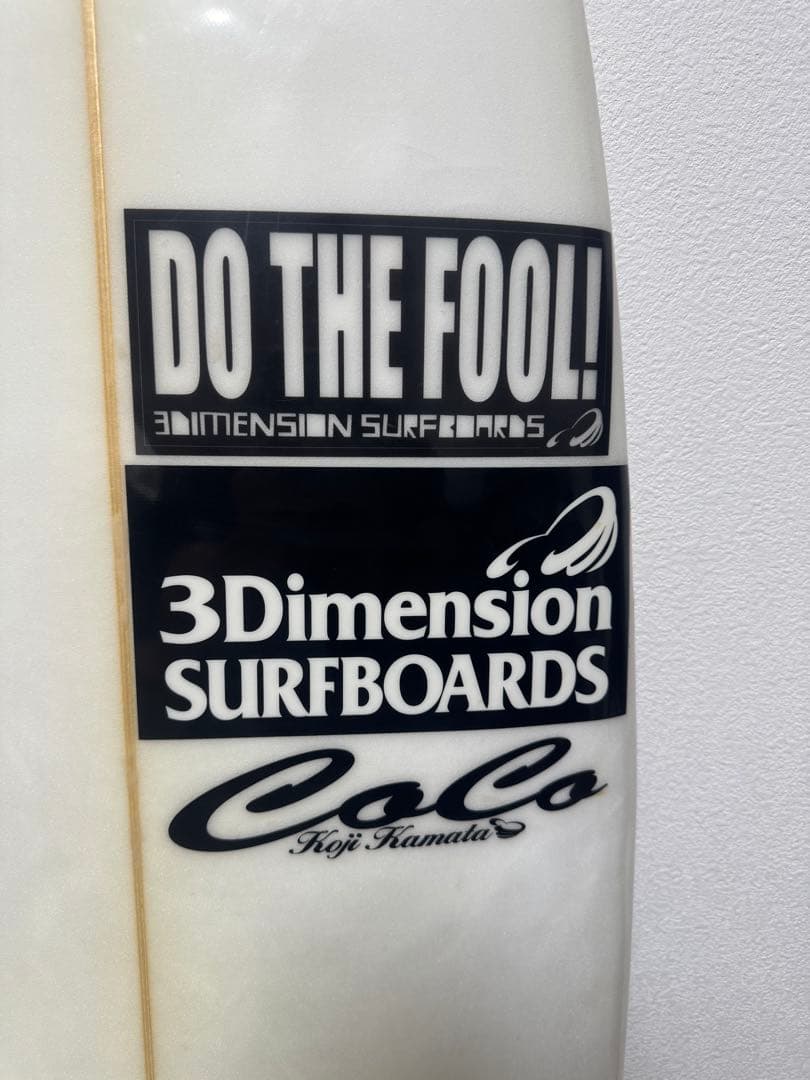 DO THE FOOL!
3DIMENSION SURFBOARDS
3Dimension
SURFBOARDS
CoCo
Koji Kamata